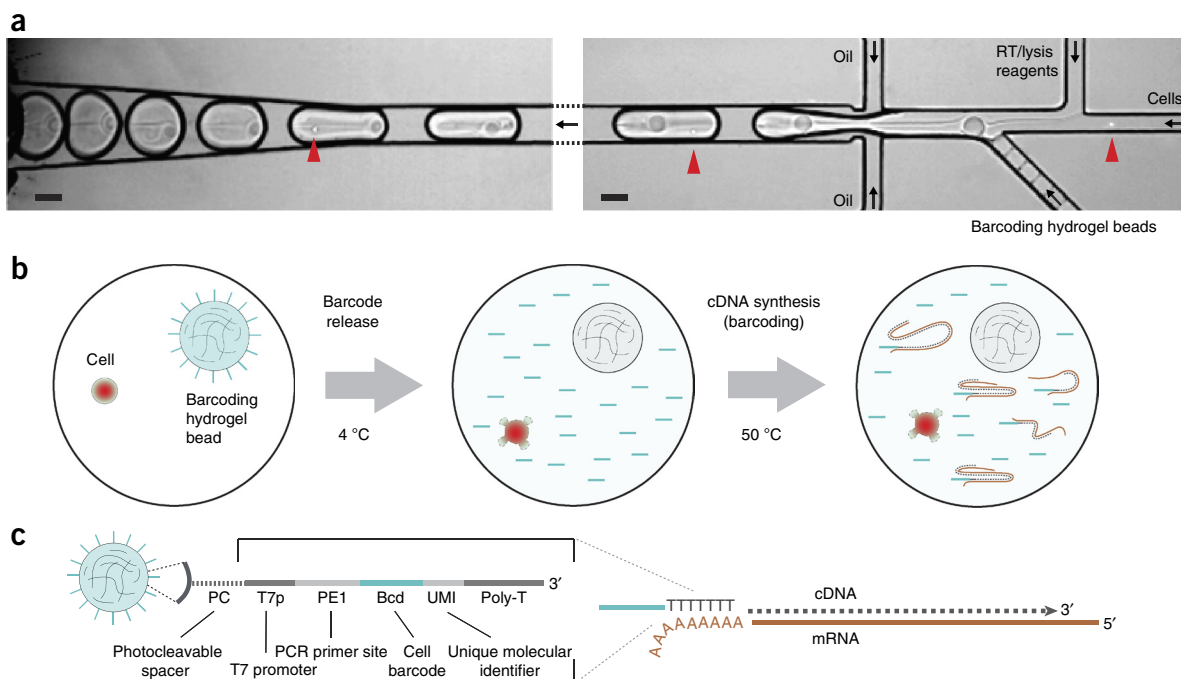 a
Oil
RT/lysis
reagents
Cells
Oil
Barcoding hydrogel beads
b
Cell
Barcoding
hydrogel
bead
Barcode
release
4 °C
cDNA synthesis
(barcoding)
50 °C
c
PC
T7p
PE1
Bcd
UMI
Poly-T
3′
Photocleavable
spacer
T7 promoter
PCR primer site
Cell
barcode
Unique molecular
identifier
TTTTTTT
AAAAAAAAA
cDNA
3′
mRNA
5′